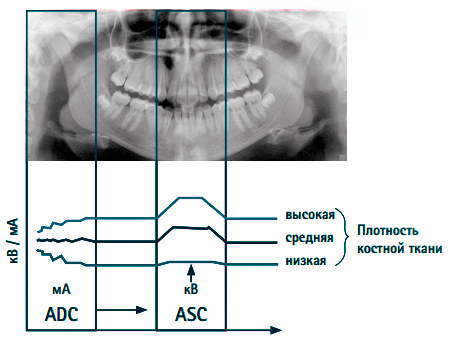 высокая
средняя
низкая
Плотность
костной ткани
кВ / мА
мА
кВ
ADC
ASC